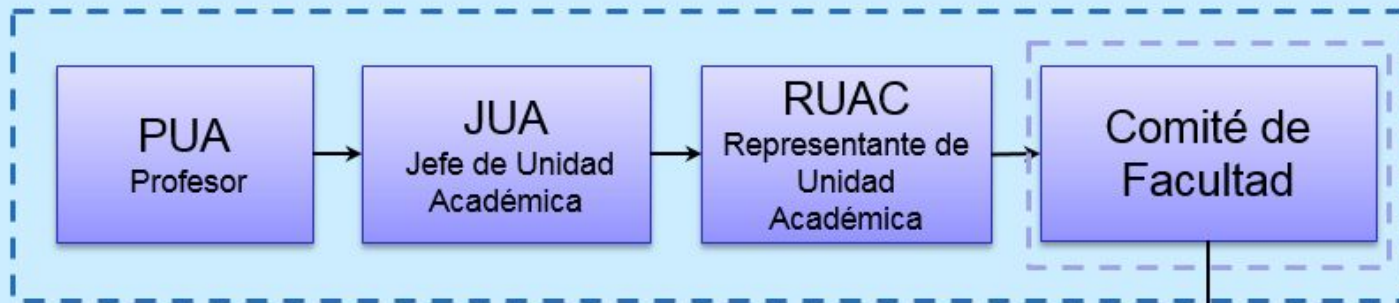 PUA
Profesor
JUA
Jefe de Unidad
Académica
RUAC
Representante de
Unidad
Académica
Comité de
Facultad